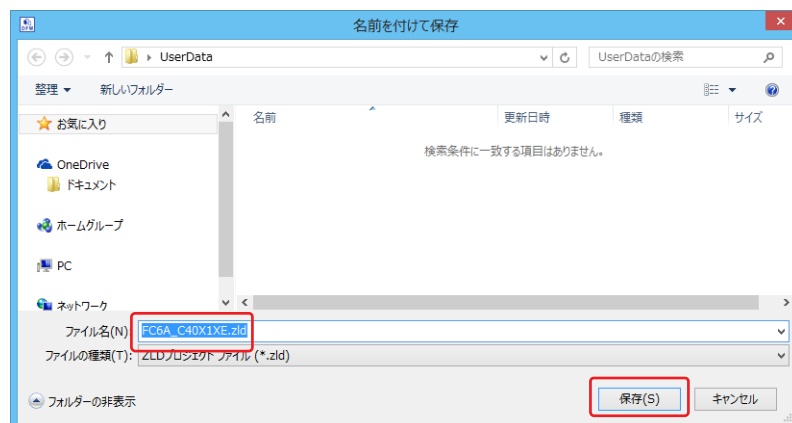 名前を付けて保存
UserData
UserDataの検索
整理
新しいフォルダー
お気に入り
OneDrive
ドキュメント
ホームグループ
PC
ネットワーク
名前
更新日時
種類
サイズ
検索条件に一致する項目はありません。
ファイル名(N):
FC6A_C40X1XE.zld
ファイルの種類(T):
ZLDプロジェクト ファイル (*.zld)
フォルダーの非表示
保存(S)
キャンセル